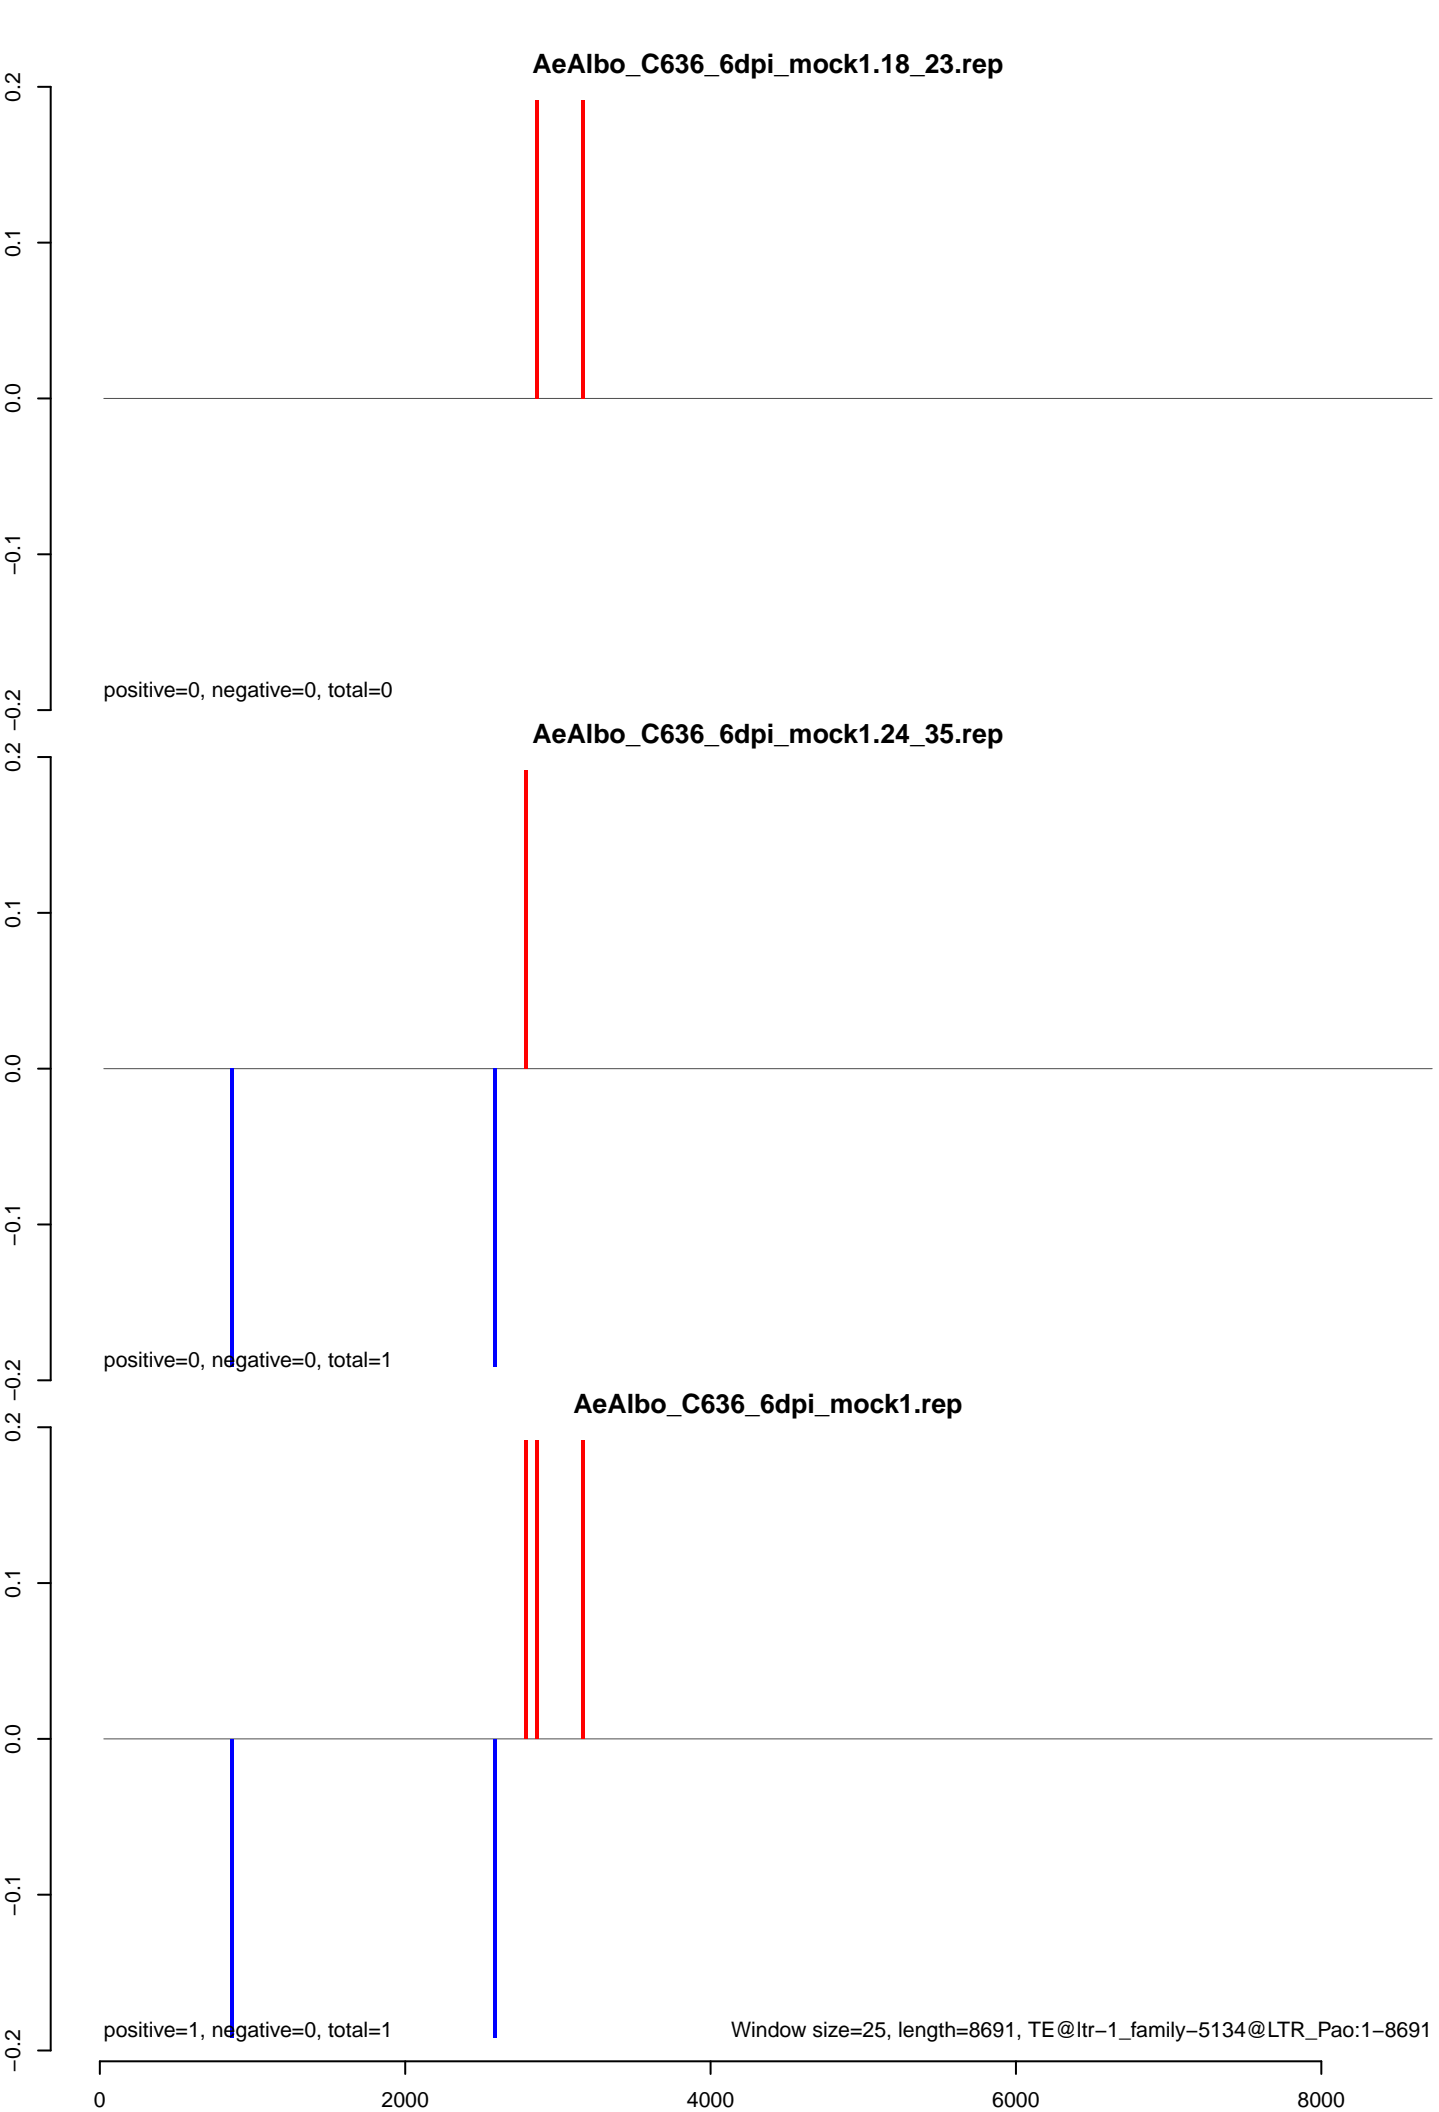 AeAlbo_C636_6dpi_mock1.18_23.rep
0.2
0.1
0.0
−0.1
−0.2
positive=0, negative=0, total=0
AeAlbo_C636_6dpi_mock1.24_35.rep
0.2
0.1
0.0
−0.1
−0.2
positive=0, negative=0, total=1
AeAlbo_C636_6dpi_mock1.rep
0.2
0.1
0.0
−0.1
−0.2
positive=1, negative=0, total=1
Window size=25, length=8691, TE@ltr−1_family−5134@LTR_Pao:1−8691
0 2000 4000 6000 8000